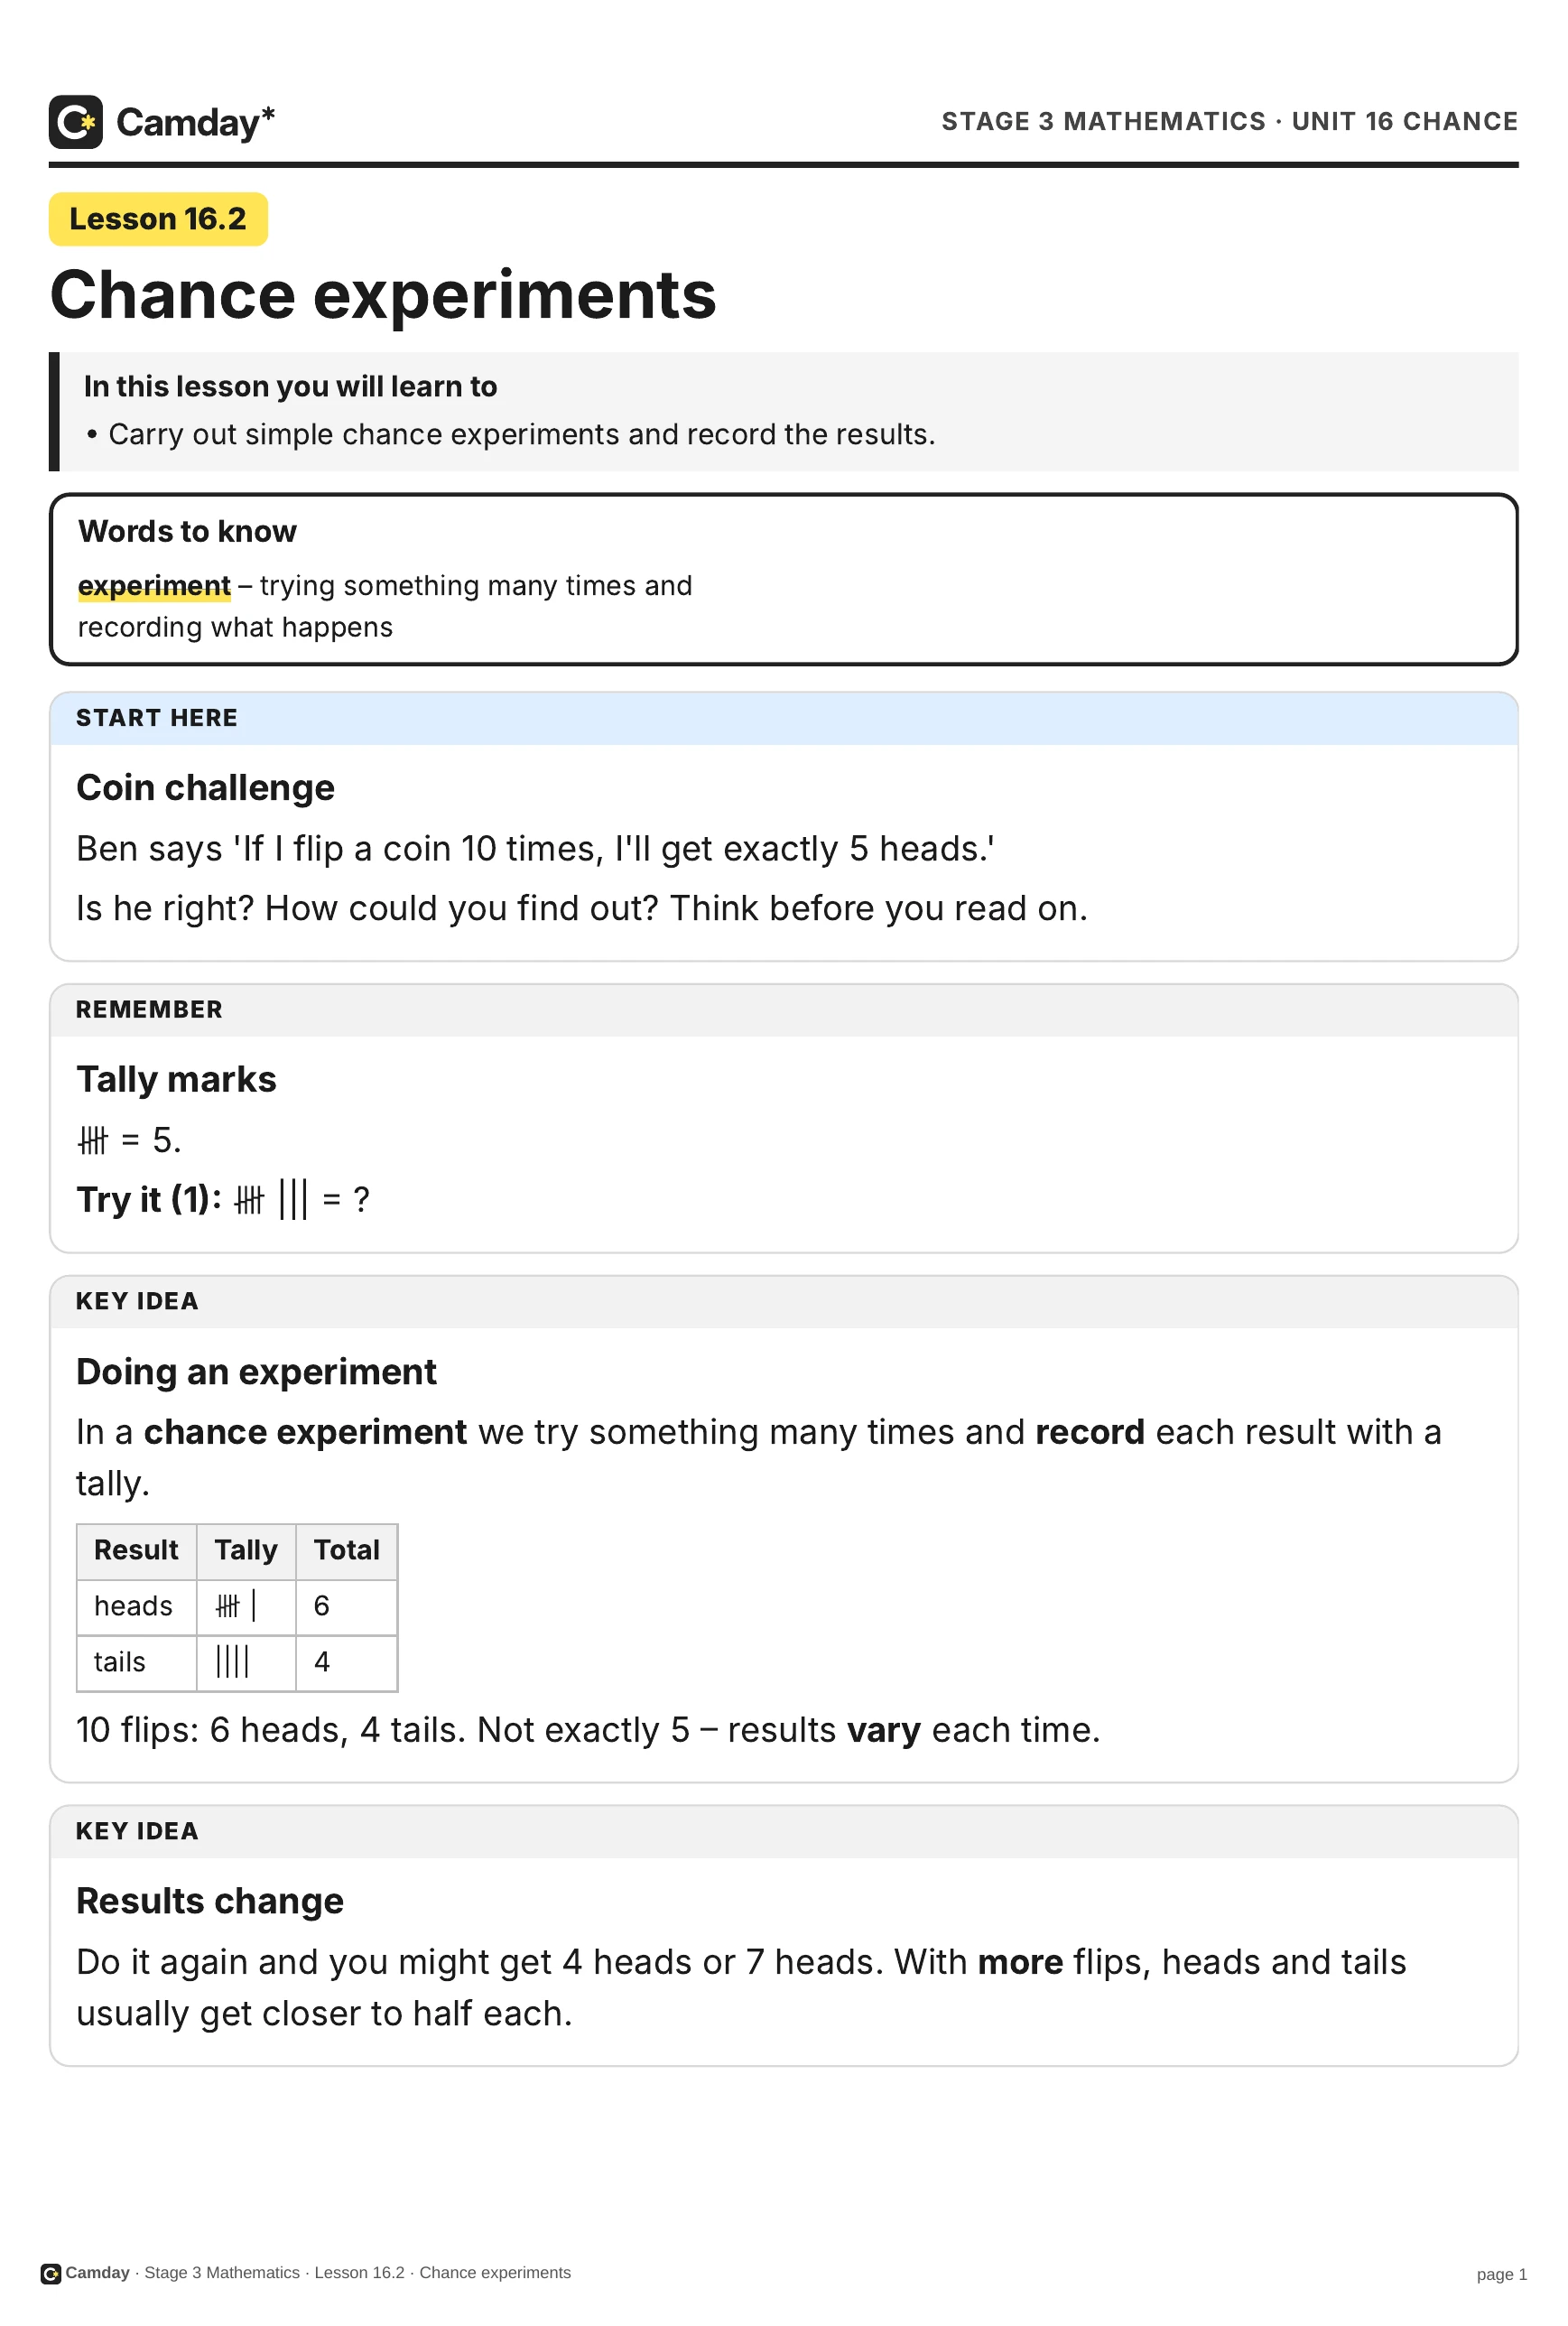 Camday*
STAGE 3 MATHEMATICS · UNIT 16 CHANCE
Lesson 16.2
Chance experiments
In this lesson you will learn to
• Carry out simple chance experiments and record the results.
Words to know
experiment – trying something many times and
recording what happens
START HERE
Coin challenge
Ben says 'If I flip a coin 10 times, I'll get exactly 5 heads.'
Is he right? How could you find out? Think before you read on.
REMEMBER
Tally marks
𝍸 = 5.
Try it (1): 𝍸 ||| = ?
KEY IDEA
Doing an experiment
In a chance experiment we try something many times and record each result with a
tally.
Result Tally Total
heads 𝍸 | 6
tails |||| 4
10 flips: 6 heads, 4 tails. Not exactly 5 – results vary each time.
KEY IDEA
Results change
Do it again and you might get 4 heads or 7 heads. With more flips, heads and tails
usually get closer to half each.
Camday · Stage 3 Mathematics · Lesson 16.2 · Chance experiments
page 1